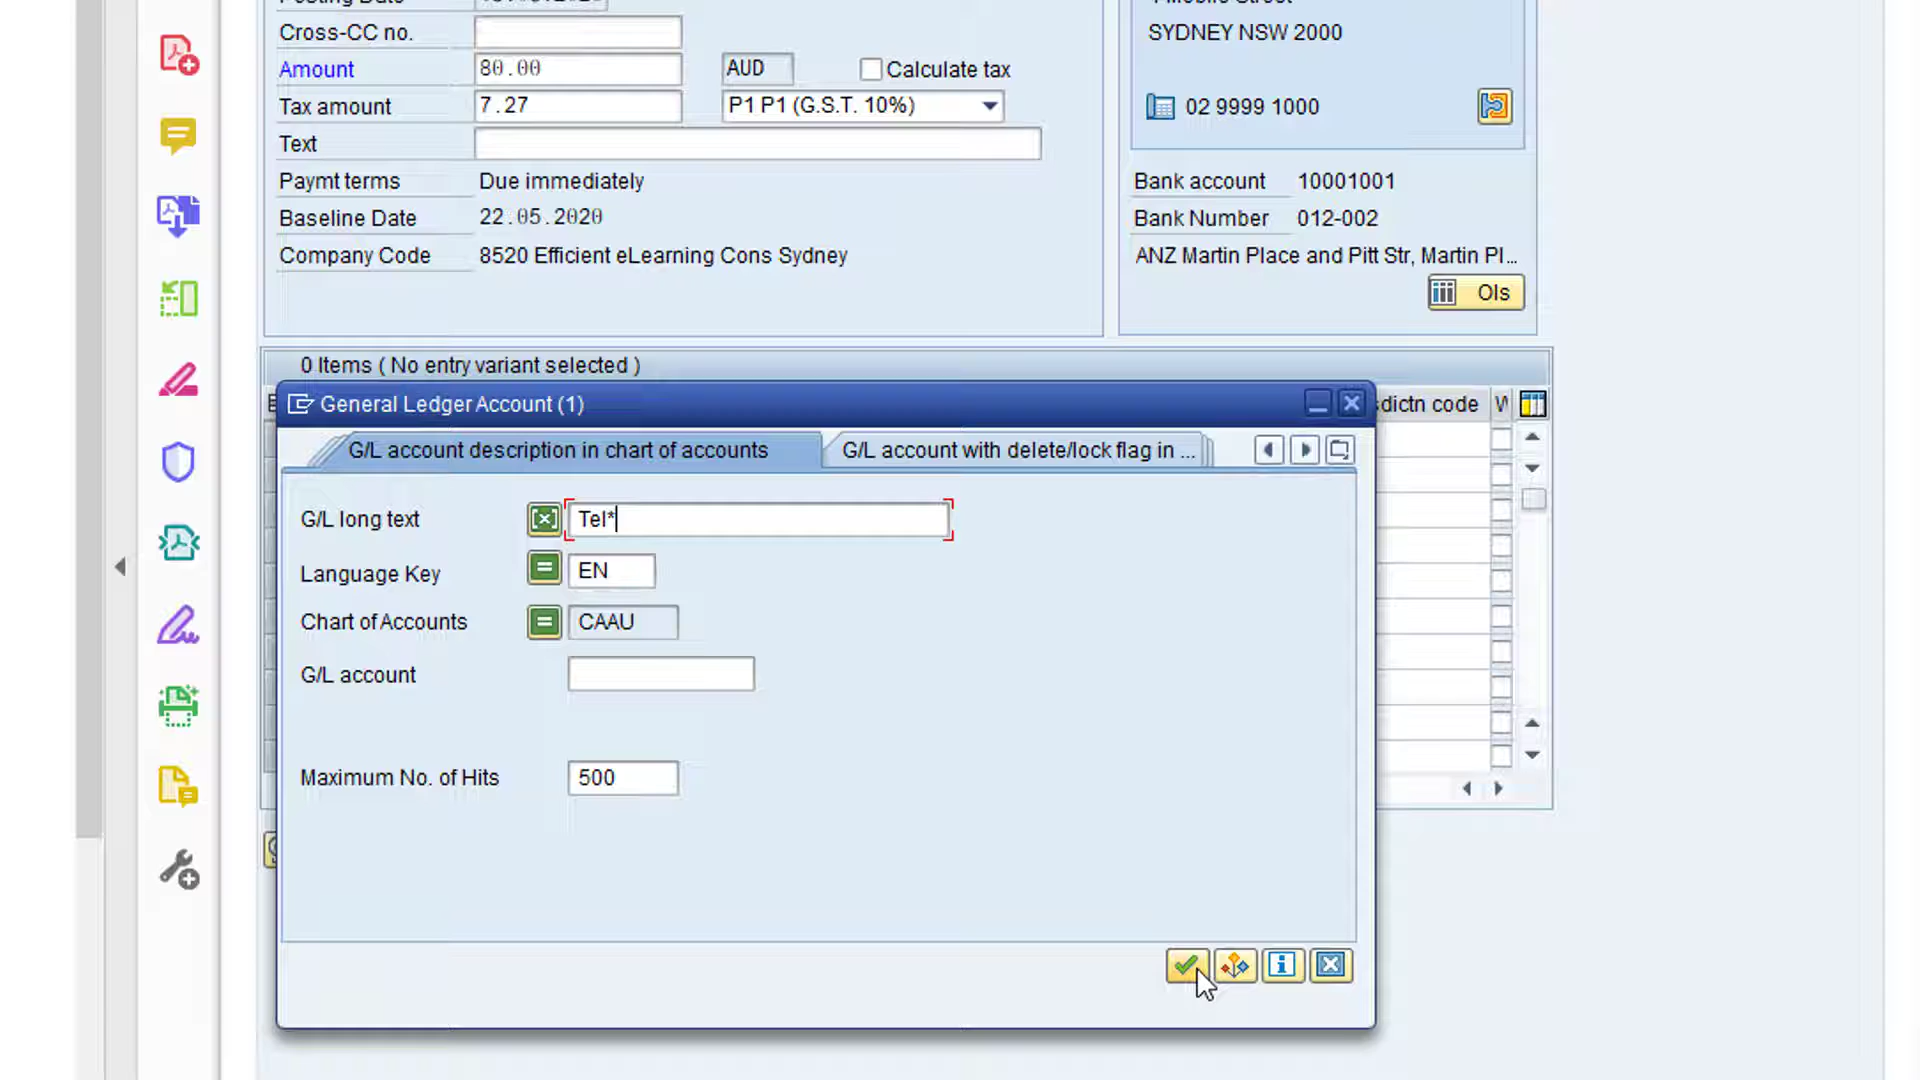 Posting Date
SYDNEY NSW 2000
Cross-CC no.
Amount 80.00 AUD Calculate tax
Tax amount 7.27 P1 P1 (G.S.T. 10%)
02 9999 1000
Text
Paymt terms Due immediately
Bank account 10001001
Baseline Date 22.05.2020
Bank Number 012-002
Company Code 8520 Efficient eLearning Cons Sydney
ANZ Martin Place and Pitt Str, Martin Pl...
OIs
0 Items ( No entry variant selected )
General Ledger Account (1)
sdictn code W
G/L account description in chart of accounts
G/L account with delete/lock flag in ...
G/L long text Tel*
Language Key EN
Chart of Accounts CAAU
G/L account
Maximum No. of Hits 500